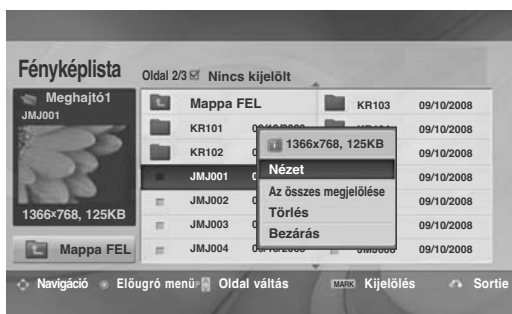 Fényképlista
Oldal 2/3 Nincs kijelölt
Meghajtó1
JMJ001
1366x768, 125KB
Mappa FEL
Mappa FEL
KR101
KR102
JMJ001
JMJ002
JMJ003
JMJ004
KR103 09/10/2008
09/10/2008
09/10/2008
09/10/2008
09/10/2008
09/10/2008
09/10/2008
1366x768, 125KB
Nézet
Az összes megjelölése
Törlés
Bezárás
Navigáció Előugró menü Oldal váltás MARK Kijelölés Sortie